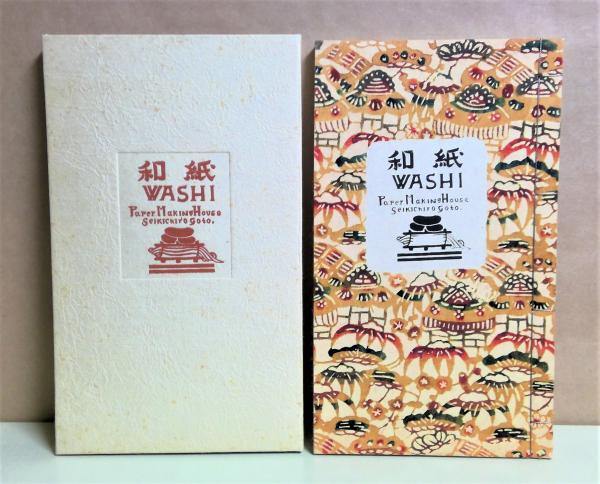 和紙
WASHI
Paper Making House
Seikichiro Goto.
和紙
WASHI
Paper Making House
Seikichiro Goto.